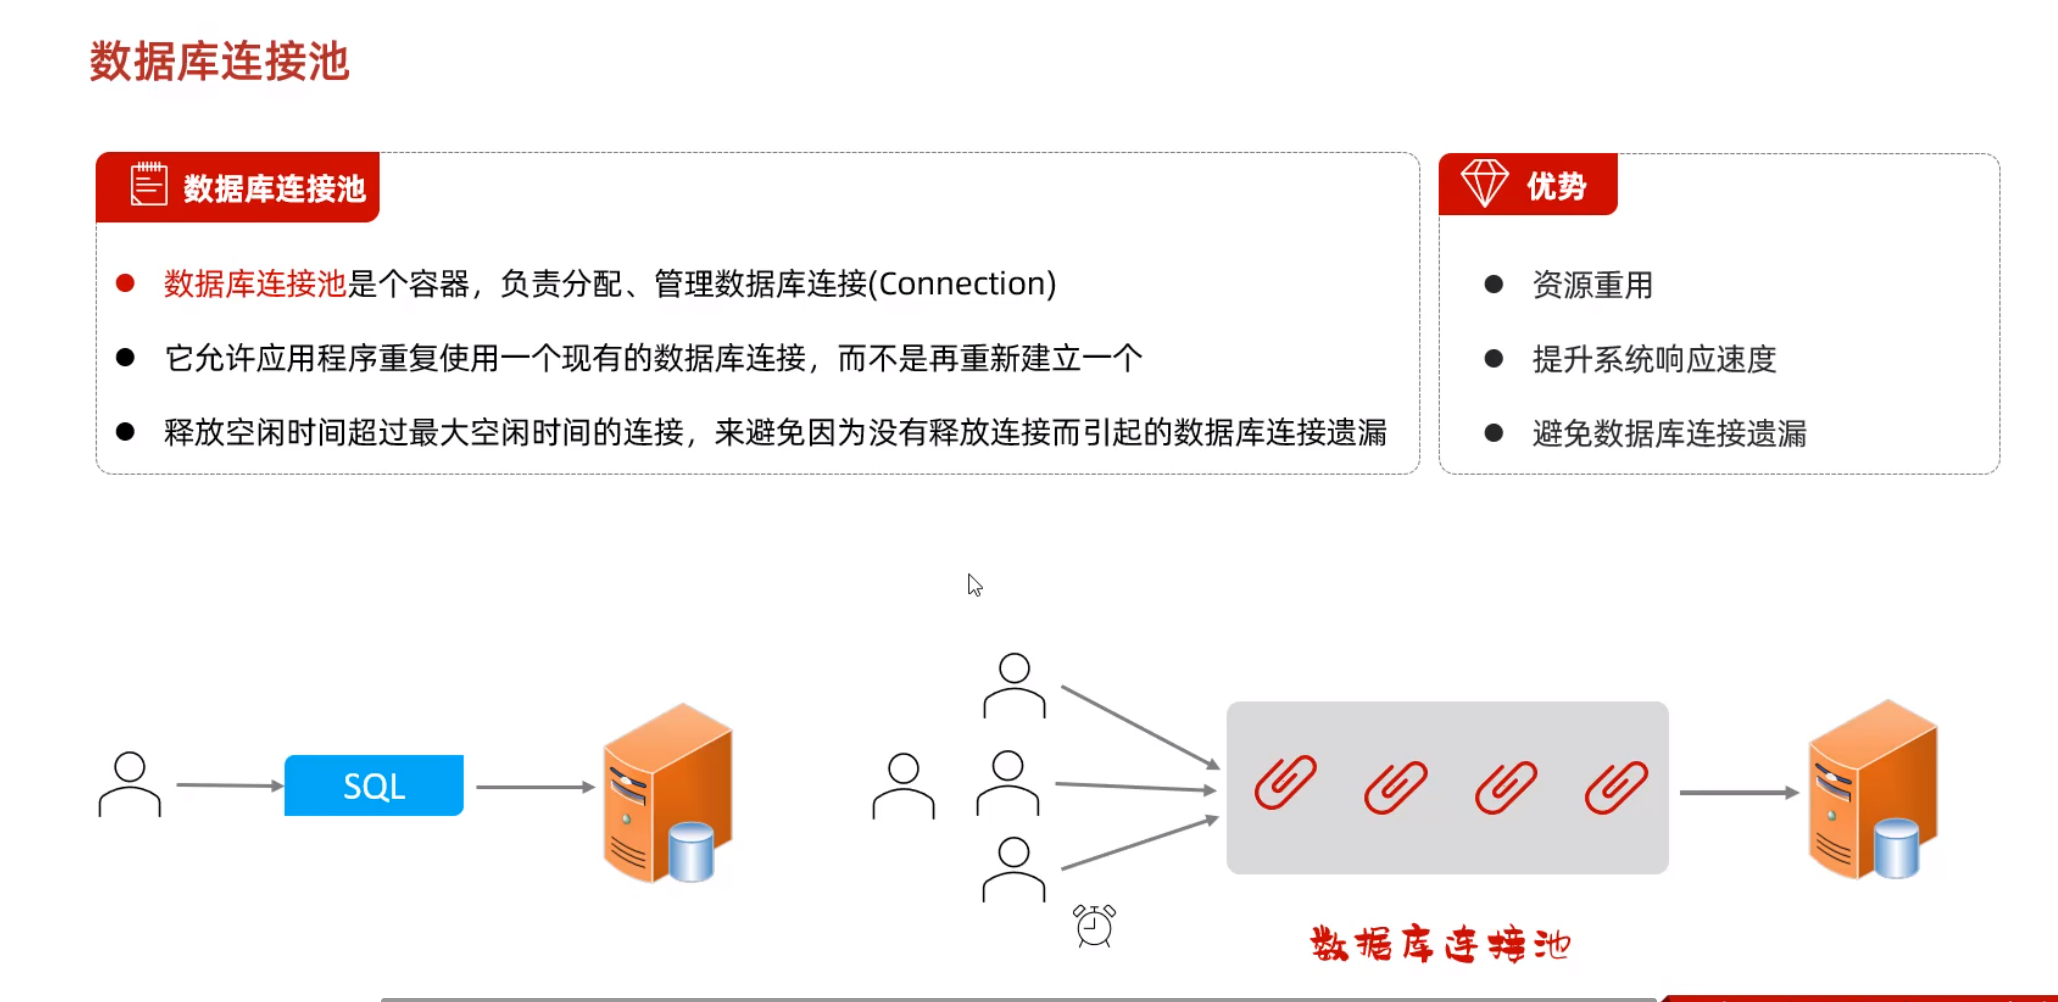 数据库连接池
数据库连接池
数据库连接池是个容器，负责分配、管理数据库连接(Connection)
它允许应用程序重复使用一个现有的数据库连接，而不是再重新建立一个
释放空闲时间超过最大空闲时间的连接，来避免因为没有释放连接而引起的数据库连接遗漏
优势
资源重用
提升系统响应速度
避免数据库连接遗漏
SQL
数据库连接池